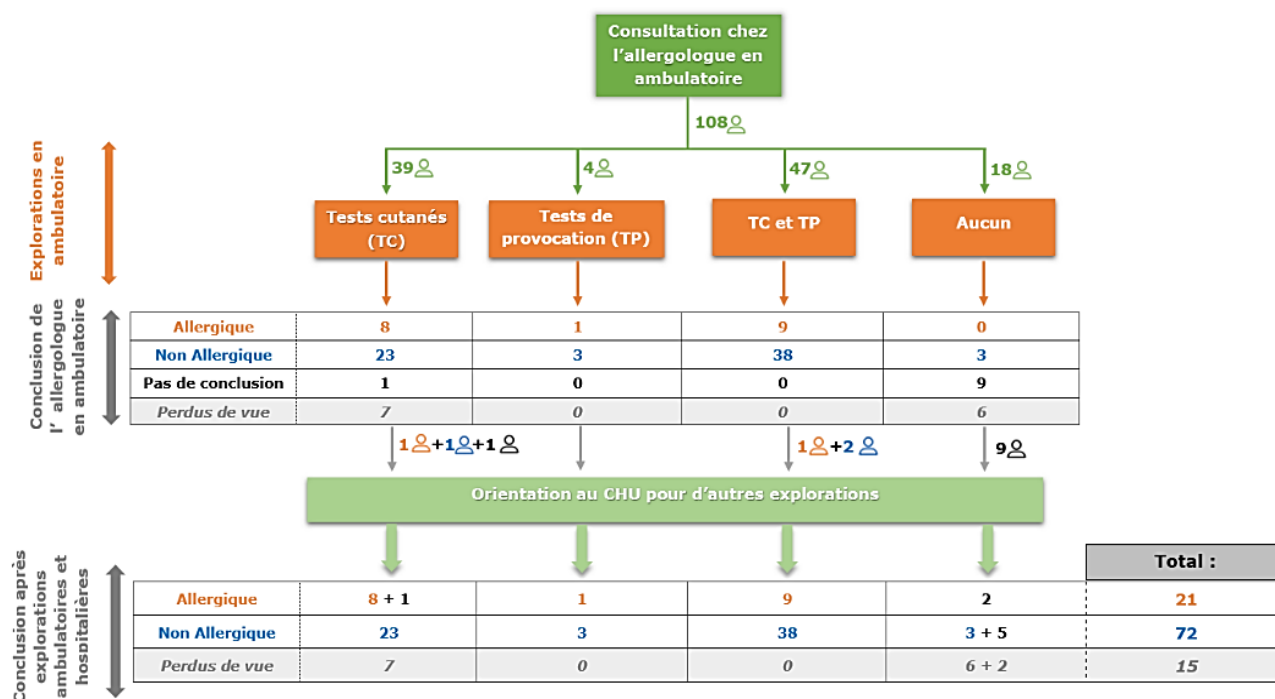 Consultation chez
l'allergologue en
ambulatoire
108
39
4
47
18
Explorations en
ambulatoire
Tests cutanés
(TC)
Tests de
provocation (TP)
TC et TP
Aucun
Conclusion de
l' allergologue
en ambulatoire
Allergique 8 1 9 0
Non Allergique 23 3 38 3
Pas de conclusion 1 0 0 9
Perdus de vue 7 0 0 6
1+1+1
1+2
9
Orientation au CHU pour d'autres explorations
Conclusion après
explorations
ambulatoires et
hospitalières
Total :
Allergique 8 + 1 1 9 2 21
Non Allergique 23 3 38 3 + 5 72
Perdus de vue 7 0 0 6 + 2 15